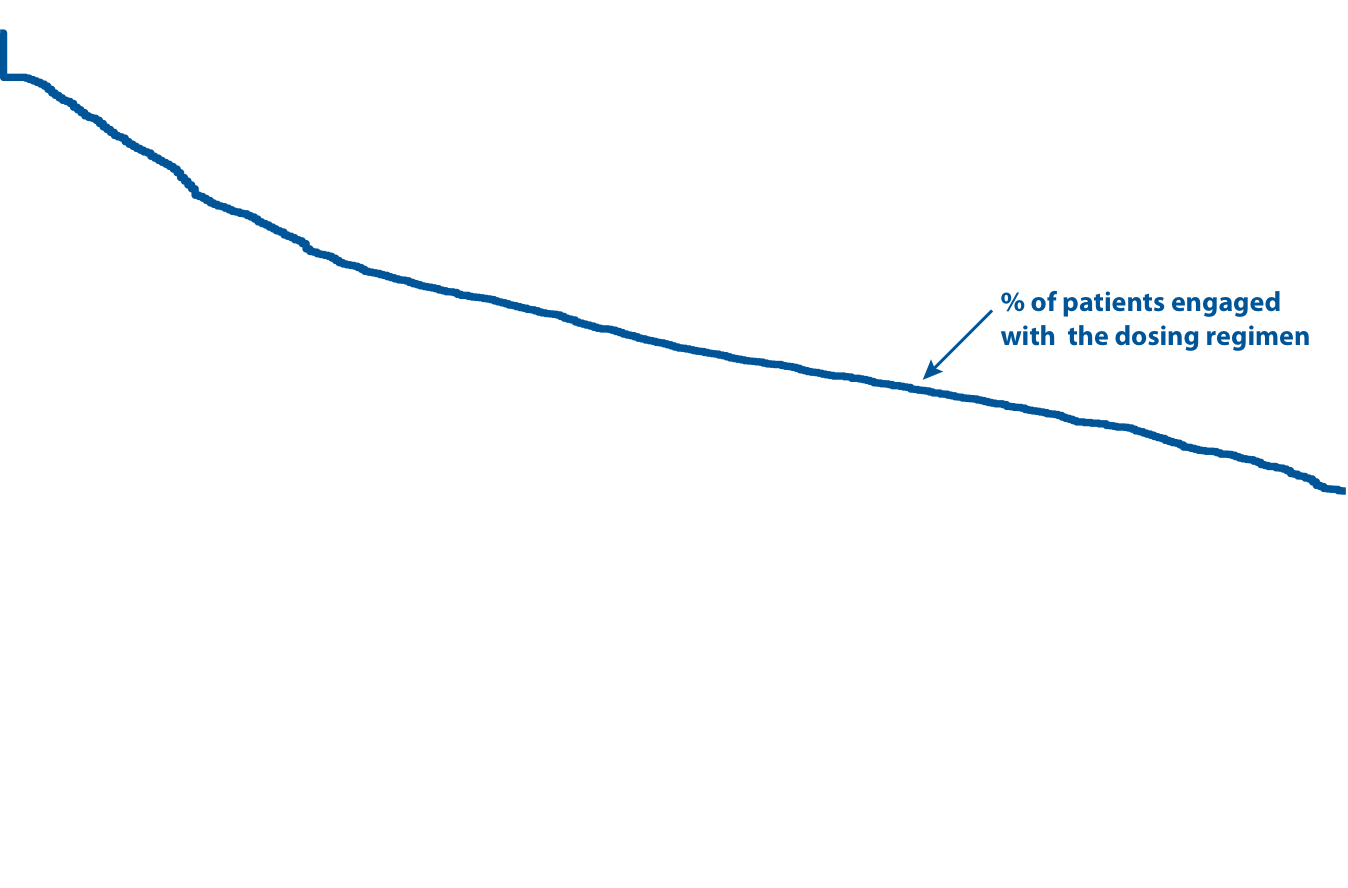 % of patients engaged
with  the dosing regimen